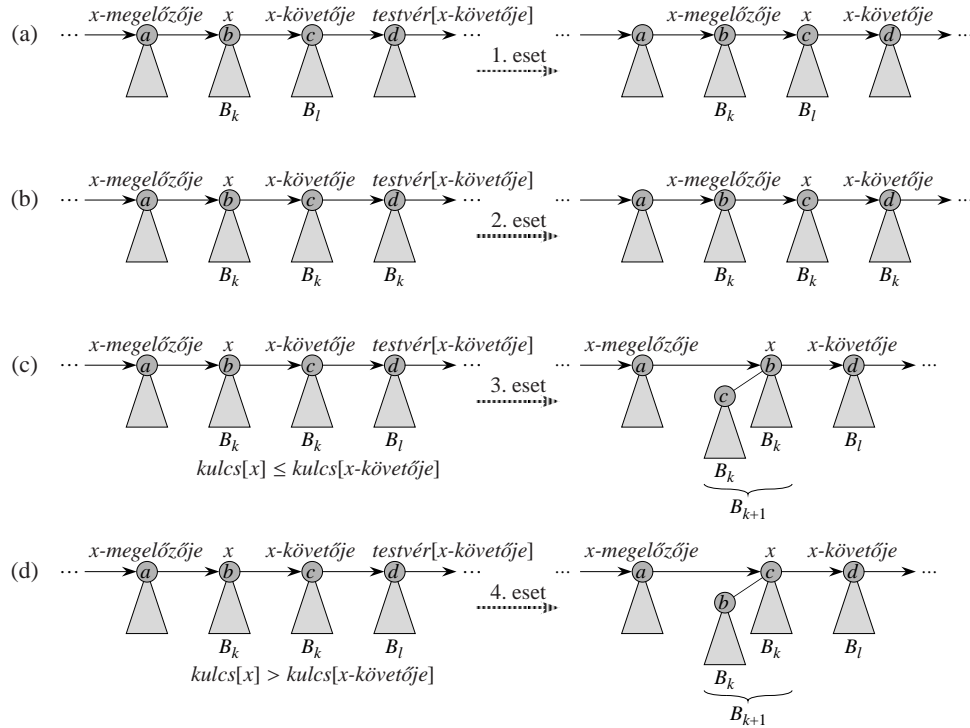 x-megelőzője x x-követője testvér[x-követője] x-megelőzője x x-követője
(a) ··· a b c d ··· 1. eset ··· a b c d ···
B_k B_l B_k B_l
x-megelőzője x x-követője testvér[x-követője] x-megelőzője x x-követője
(b) ··· a b c d ··· 2. eset ··· a b c d ···
B_k B_k B_k B_k B_k B_k
x-megelőzője x x-követője testvér[x-követője] x-megelőzője x x-követője
(c) ··· a b c d ··· 3. eset ··· a b d ···
c
B_k B_k B_l B_k B_l
kulcs[x] ≤ kulcs[x-követője] B_k
B_{k+1}
x-megelőzője x x-követője testvér[x-követője] x-megelőzője x x-követője
(d) ··· a b c d ··· 4. eset ··· a c d ···
b
B_k B_k B_l B_k B_l
kulcs[x] > kulcs[x-követője] B_k
B_{k+1}